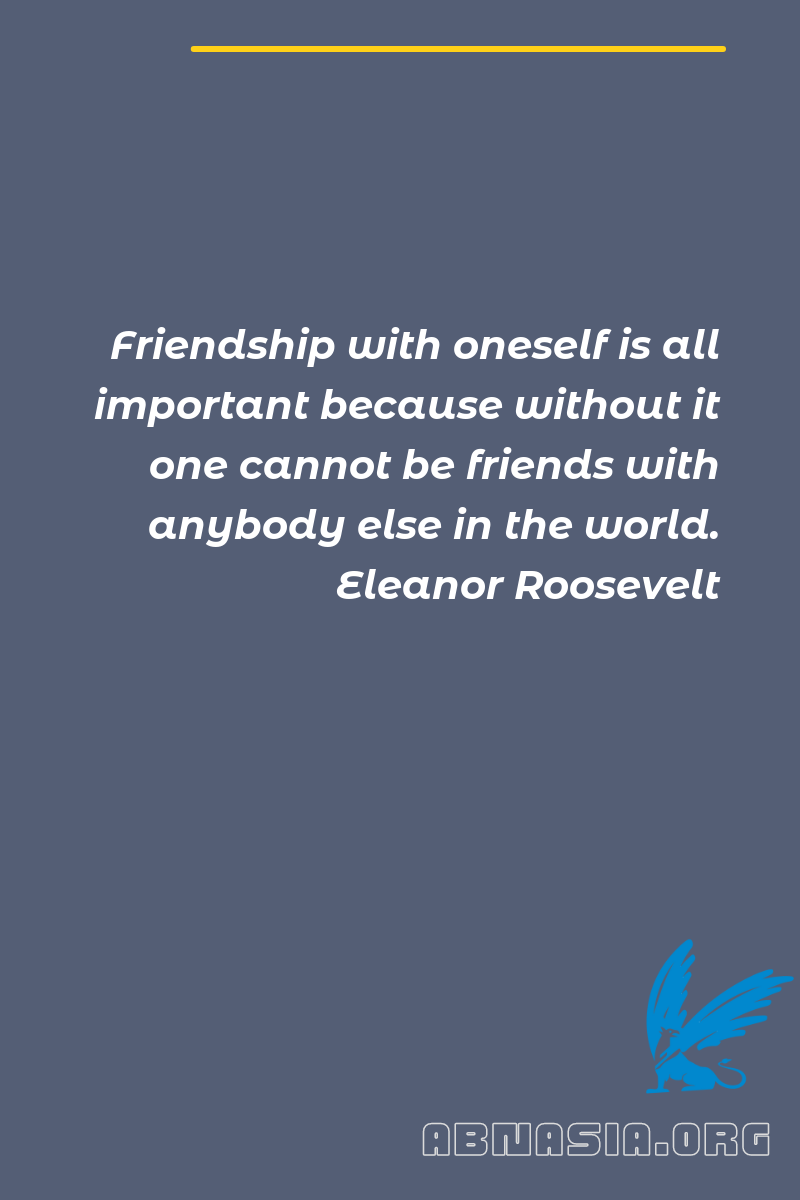 Friendship with oneself is all
important because without it
one cannot be friends with
anybody else in the world.
Eleanor Roosevelt
ABNASIA.ORG